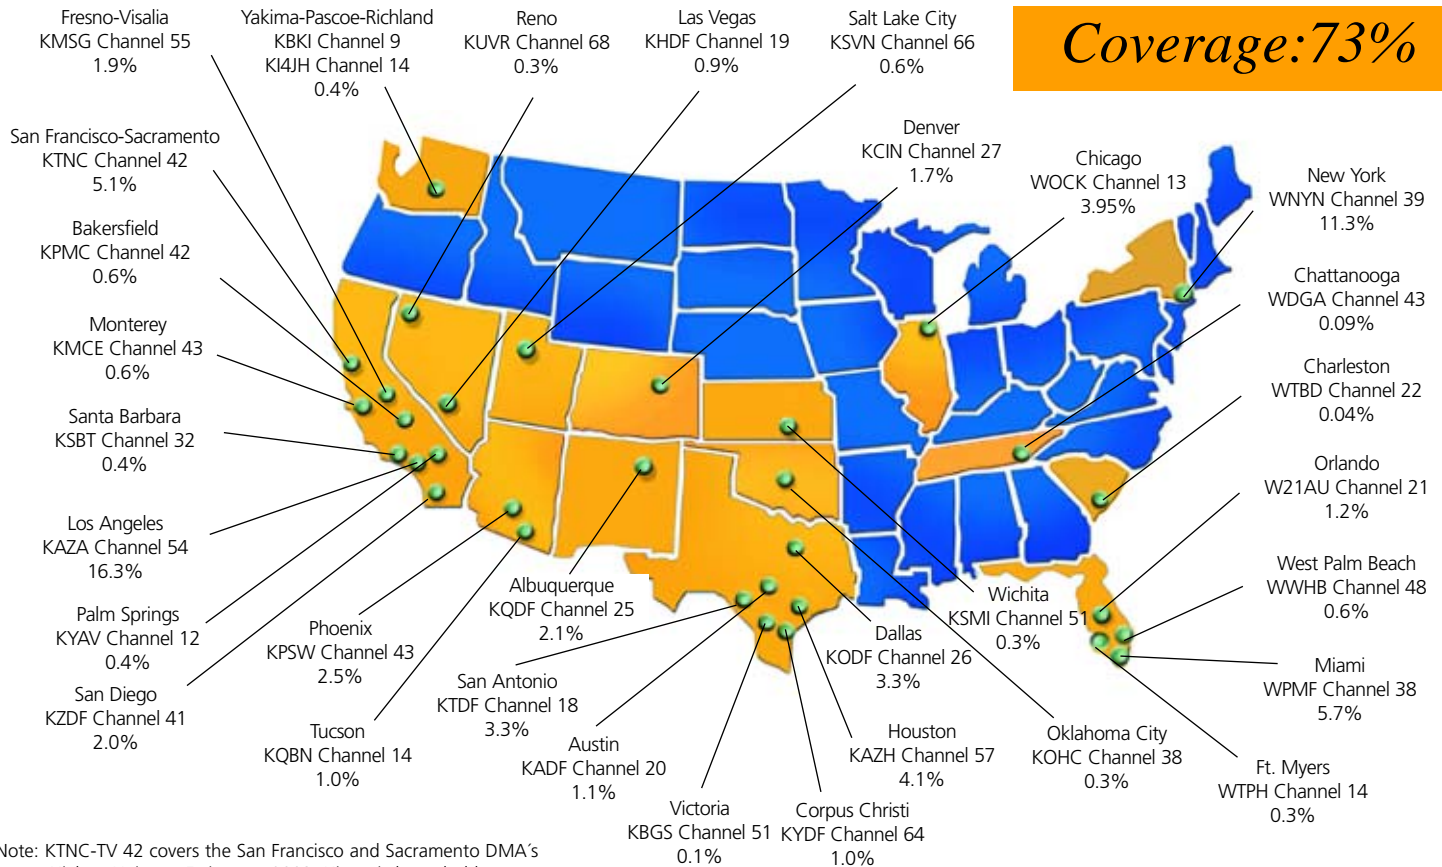 Coverage:73%
Fresno-Visalia
KMSG Channel 55
1.9%
Yakima-Pascoe-Richland
KBKI Channel 9
KI4JH Channel 14
0.4%
Reno
KUVR Channel 68
0.3%
Las Vegas
KHDF Channel 19
0.9%
Salt Lake City
KSVN Channel 66
0.6%
San Francisco-Sacramento
KTNC Channel 42
5.1%
Denver
KCIN Channel 27
1.7%
Chicago
WOCK Channel 13
3.95%
New York
WNYN Channel 39
11.3%
Bakersfield
KPMC Channel 42
0.6%
Chattanooga
WDGA Channel 43
0.09%
Monterey
KMCE Channel 43
0.6%
Charleston
WTBD Channel 22
0.04%
Santa Barbara
KSBT Channel 32
0.4%
Orlando
W21AU Channel 21
1.2%
Los Angeles
KAZA Channel 54
16.3%
West Palm Beach
WWHB Channel 48
0.6%
Palm Springs
KYAV Channel 12
0.4%
Phoenix
KPSW Channel 43
2.5%
Albuquerque
KQDF Channel 25
2.1%
Wichita
KSMI Channel 51
0.3%
Dallas
KODF Channel 26
3.3%
Miami
WPMF Channel 38
5.7%
San Diego
KZDF Channel 41
2.0%
San Antonio
KTDF Channel 18
3.3%
Tucson
KQBN Channel 14
1.0%
Austin
KADF Channel 20
1.1%
Houston
KAZH Channel 57
4.1%
Oklahoma City
KOHC Channel 38
0.3%
Ft. Myers
WTPH Channel 14
0.3%
Victoria
KBGS Channel 51
0.1%
Corpus Christi
KYDF Channel 64
1.0%
Note: KTNC-TV 42 covers the San Francisco and Sacramento DMA´s